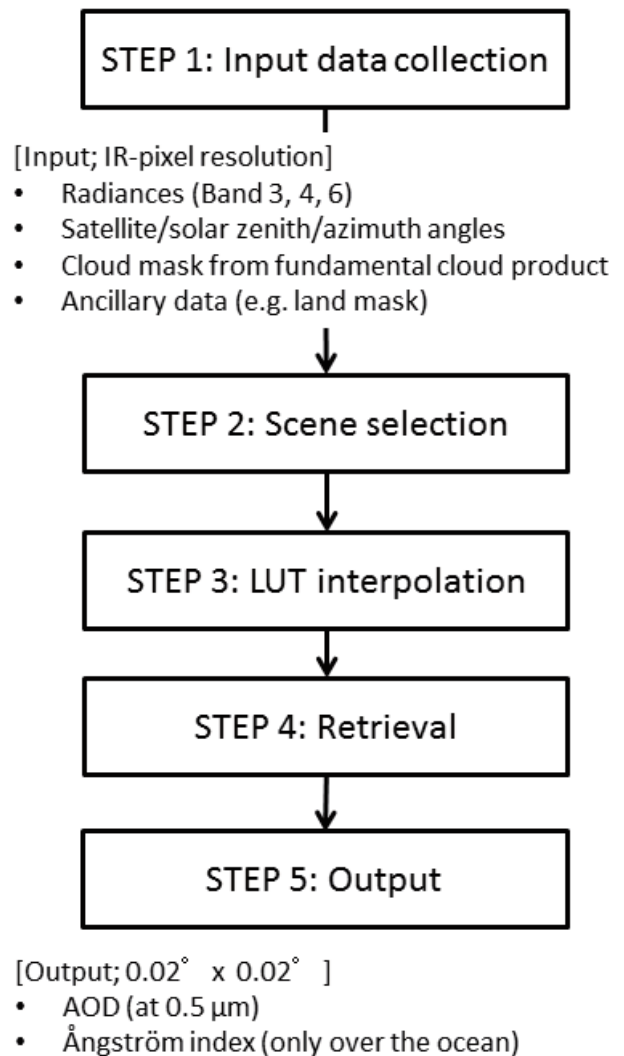 STEP 1: Input data collection
[Input; IR-pixel resolution]
• Radiances (Band 3, 4, 6)
• Satellite/solar zenith/azimuth angles
• Cloud mask from fundamental cloud product
• Ancillary data (e.g. land mask)
STEP 2: Scene selection
STEP 3: LUT interpolation
STEP 4: Retrieval
STEP 5: Output
[Output; 0.02° x 0.02° ]
• AOD (at 0.5 μm)
• Ångström index (only over the ocean)